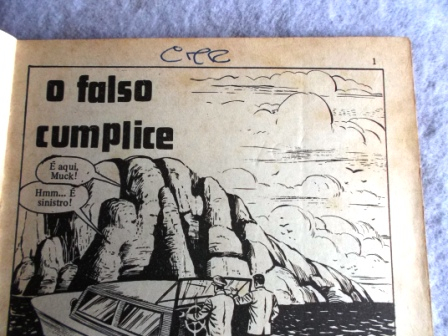 1
o falso
cumplice
É aqui,
Muck!
Hmm... É
sinistro!